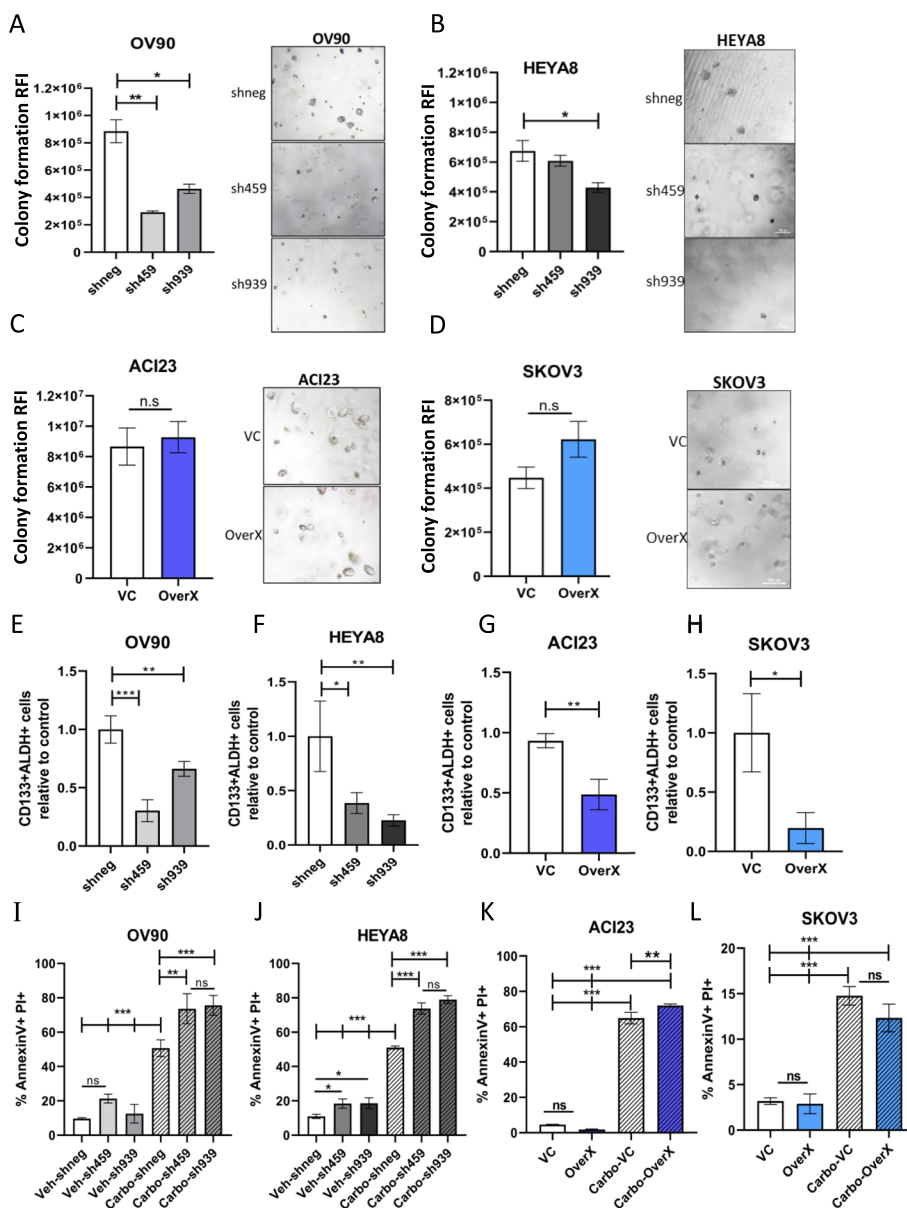 A
OV90
Colony formation RFI
1.2×10⁶
1×10⁶
8×10⁵
6×10⁵
4×10⁵
2×10⁵
0
*
**
shneg
sh459
sh939
OV90
shneg
sh459
sh939
B
HEYA8
Colony formation RFI
1.2×10⁶
1×10⁶
8×10⁵
6×10⁵
4×10⁵
2×10⁵
0
*
shneg
sh459
sh939
HEYA8
shneg
sh459
sh939
C
ACI23
Colony formation RFI
1.2×10⁷
1×10⁷
8×10⁶
6×10⁶
4×10⁶
2×10⁶
0
n.s
VC
OverX
ACI23
VC
OverX
D
SKOV3
Colony formation RFI
8×10⁵
6×10⁵
4×10⁵
2×10⁵
0
n.s
VC
OverX
SKOV3
VC
OverX
E
OV90
CD133+ALDH+ cells
relative to control
1.5
1.0
0.5
0.0
**
***
shneg
sh459
sh939
F
HEYA8
CD133+ALDH+ cells
relative to control
1.5
1.0
0.5
0.0
**
*
shneg
sh459
sh939
G
ACI23
CD133+ALDH+ cells
relative to control
1.5
1.0
0.5
0.0
**
VC
OverX
H
SKOV3
CD133+ALDH+ cells
relative to control
1.5
1.0
0.5
0.0
*
VC
OverX
I
OV90
% AnnexinV+ PI+
100
80
60
40
20
0
***
**
ns
***
ns
Veh-shneg
Veh-sh459
Veh-sh939
Carbo-shneg
Carbo-sh459
Carbo-sh939
J
HEYA8
% AnnexinV+ PI+
100
80
60
40
20
0
***
***
ns
***
*
*
Veh-shneg
Veh-sh459
Veh-sh939
Carbo-shneg
Carbo-sh459
Carbo-sh939
K
ACI23
% AnnexinV+ PI+
100
80
60
40
20
0
**
***
***
ns
VC
OverX
Carbo-VC
Carbo-OverX
L
SKOV3
% AnnexinV+ PI+
20
15
10
5
0
***
***
ns
ns
VC
OverX
Carbo-VC
Carbo-OverX